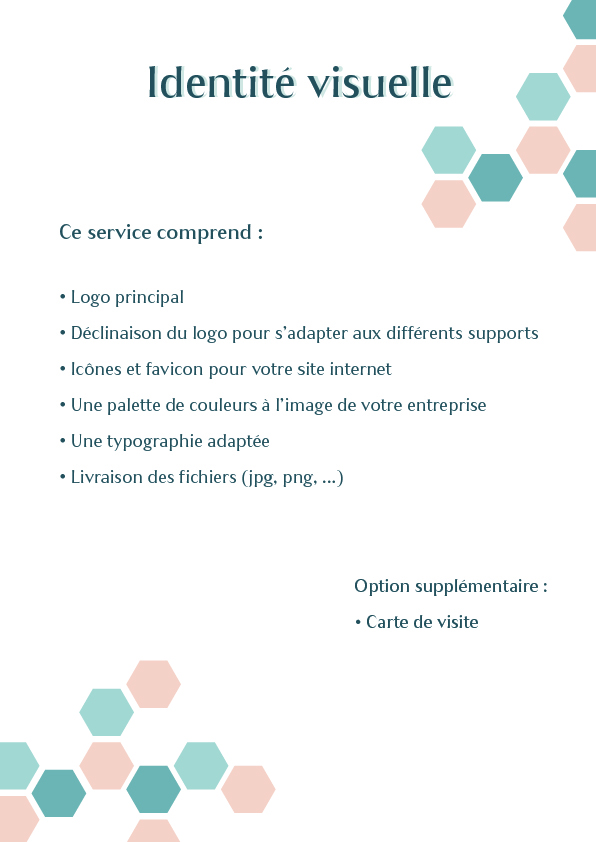 Identité visuelle
Ce service comprend :
• Logo principal
• Déclinaison du logo pour s'adapter aux différents supports
• Icônes et favicon pour votre site internet
• Une palette de couleurs à l'image de votre entreprise
• Une typographie adaptée
• Livraison des fichiers (jpg, png, ...)
Option supplémentaire :
• Carte de visite